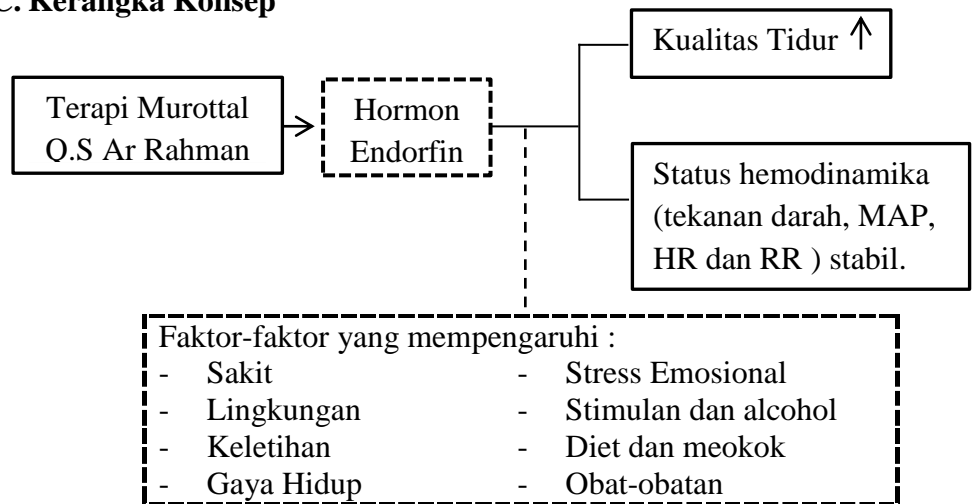 C. Kerangka Konsep
Kualitas Tidur ↑
Terapi Murottal
Q.S Ar Rahman
Hormon
Endorfin
Status hemodinamika
(tekanan darah, MAP,
HR dan RR ) stabil.
Faktor-faktor yang mempengaruhi :
- Sakit
- Lingkungan
- Keletihan
- Gaya Hidup
- Stress Emosional
- Stimulan dan alcohol
- Diet dan meokok
- Obat-obatan